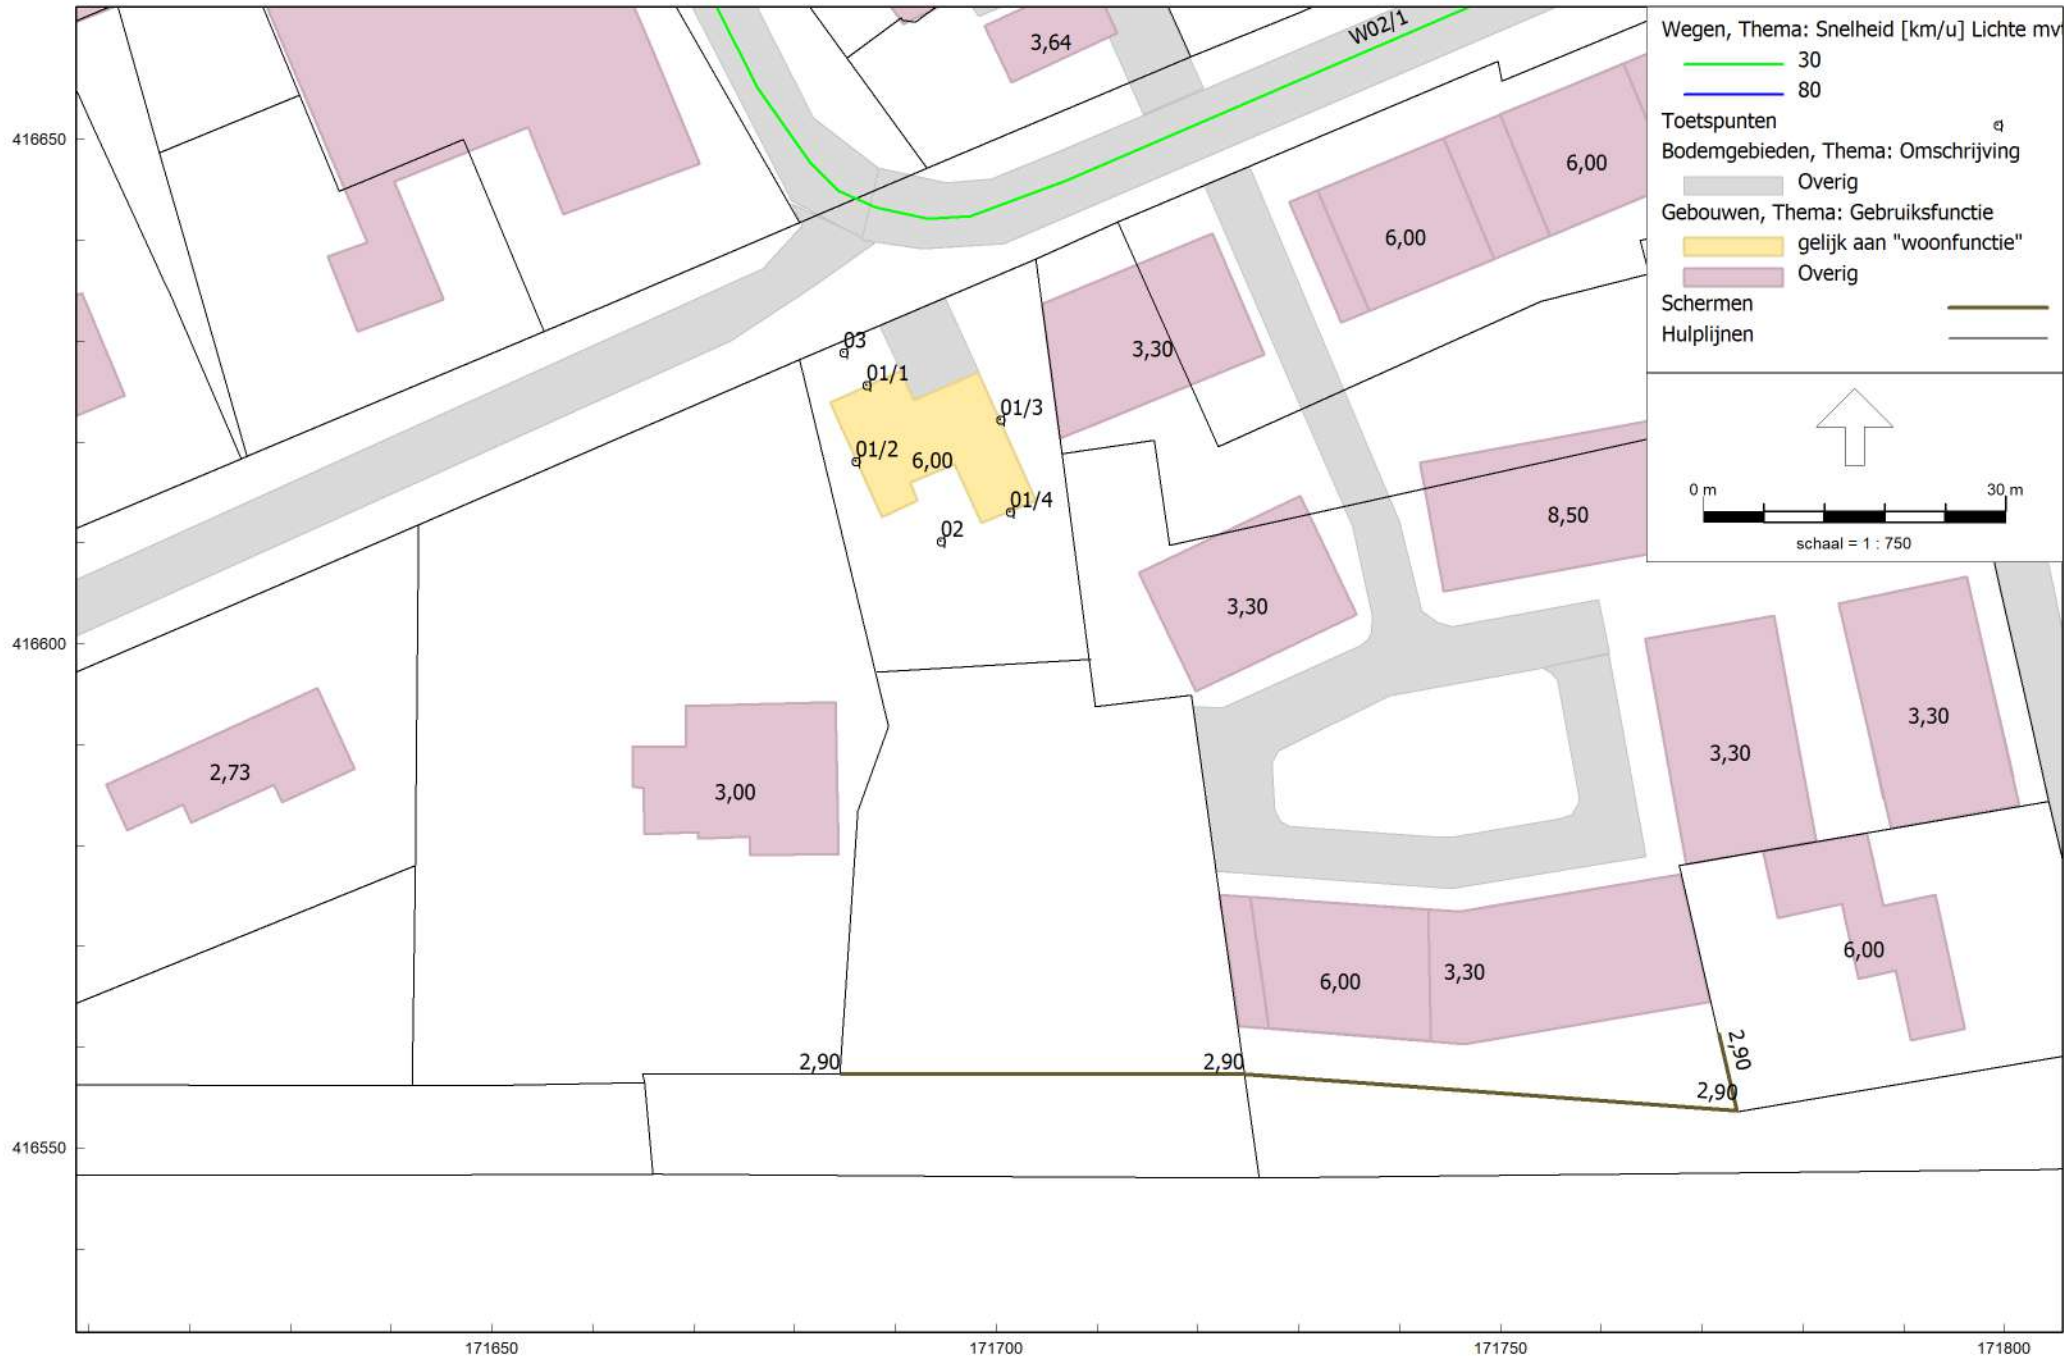 Wegen, Thema: Snelheid [km/u] Lichte mv
30
80
Toetspunten
Bodemgebieden, Thema: Omschrijving
Overig
Gebouwen, Thema: Gebruiksfunctie
gelijk aan "woonfunctie"
Overig
Schermen
Hulplijnen
0 m 30 m
schaal = 1 : 750
W02/1
3,64
416650
6,00
6,00
03
3,30
01/1
01/3
01/2
6,00
01/4
8,50
02
3,30
416600
3,30
3,30
2,73
3,00
6,00
3,30
6,00
2,90
2,90
2,90
2,90
416550
171650
171700
171750
171800